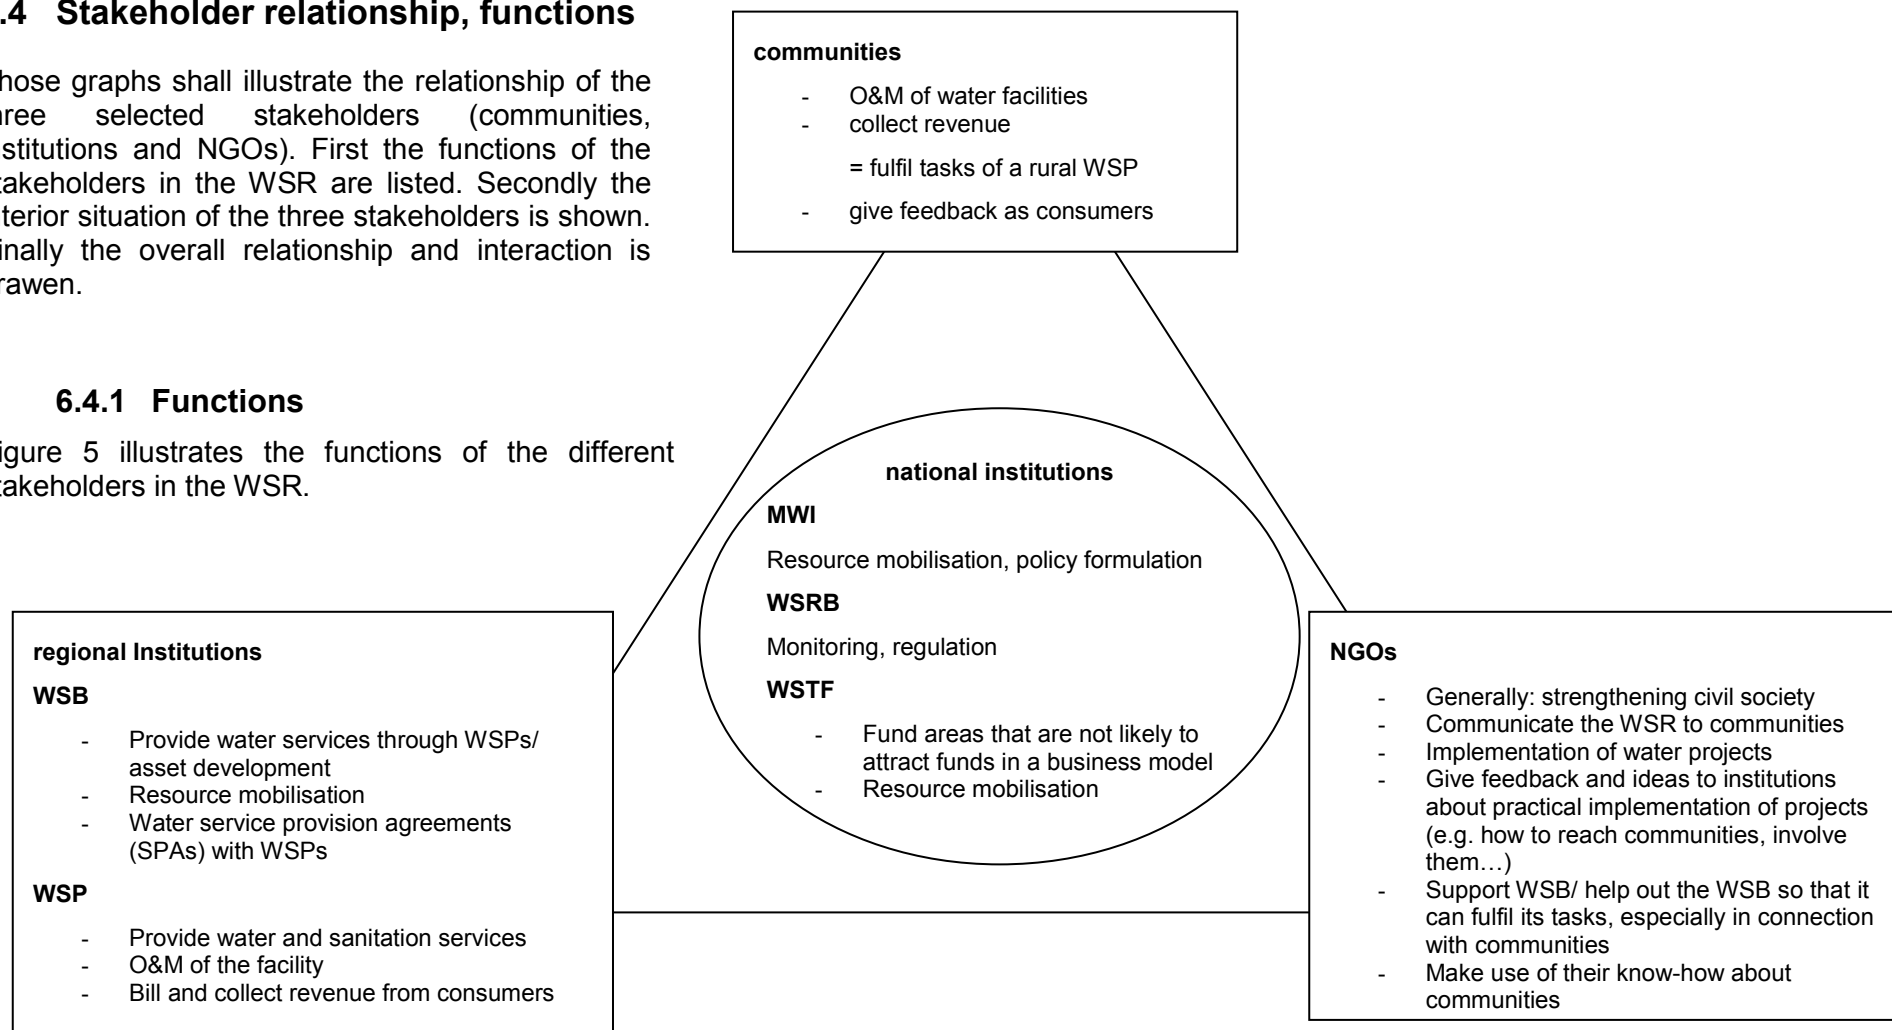 .4 Stakeholder relationship, functions
hose graphs shall illustrate the relationship of the
ree selected stakeholders (communities,
stitutions and NGOs). First the functions of the
takeholders in the WSR are listed. Secondly the
terior situation of the three stakeholders is shown.
inally the overall relationship and interaction is
rawen.
6.4.1 Functions
igure 5 illustrates the functions of the different
takeholders in the WSR.
communities
- O&M of water facilities
- collect revenue
= fulfil tasks of a rural WSP
- give feedback as consumers
national institutions
MWI
Resource mobilisation, policy formulation
WSRB
Monitoring, regulation
WSTF
- Fund areas that are not likely to
attract funds in a business model
- Resource mobilisation
regional Institutions
WSB
- Provide water services through WSPs/
asset development
- Resource mobilisation
- Water service provision agreements
(SPAs) with WSPs
WSP
- Provide water and sanitation services
- O&M of the facility
- Bill and collect revenue from consumers
NGOs
- Generally: strengthening civil society
- Communicate the WSR to communities
- Implementation of water projects
- Give feedback and ideas to institutions
about practical implementation of projects
(e.g. how to reach communities, involve
them…)
- Support WSB/ help out the WSB so that it
can fulfil its tasks, especially in connection
with communities
- Make use of their know-how about
communities